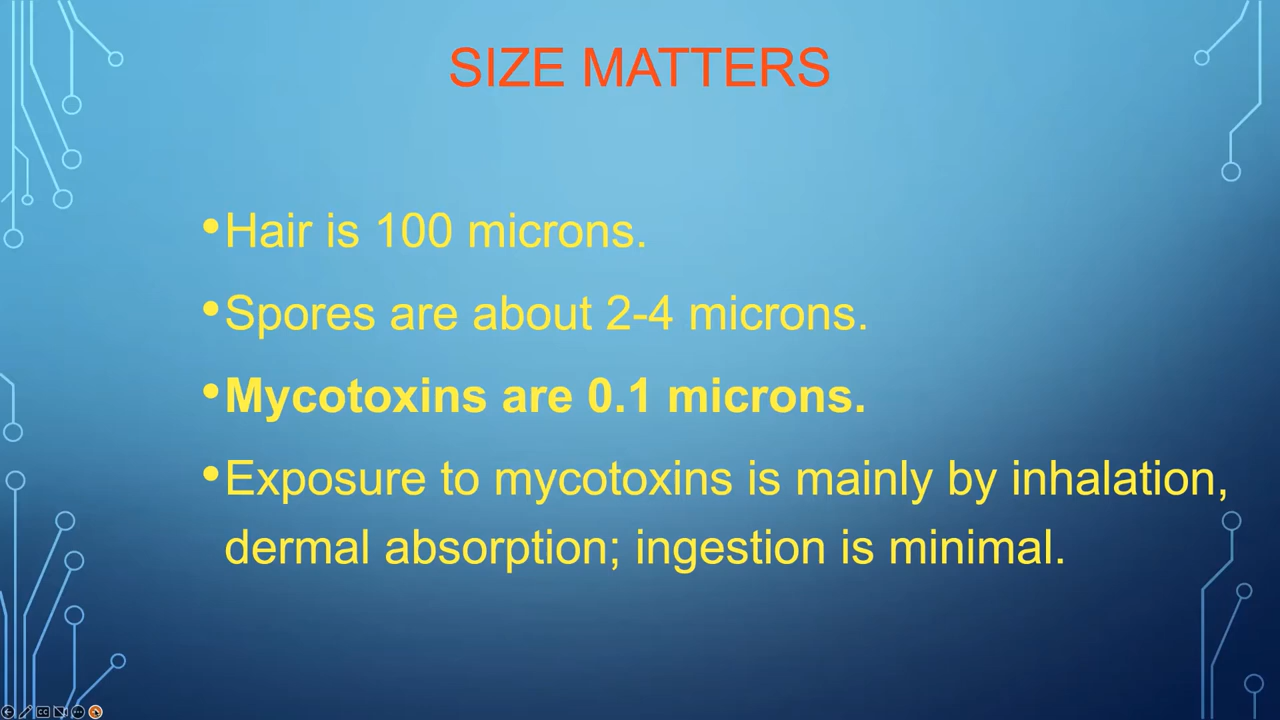 SIZE MATTERS
•Hair is 100 microns.
•Spores are about 2-4 microns.
•Mycotoxins are 0.1 microns.
•Exposure to mycotoxins is mainly by inhalation,
dermal absorption; ingestion is minimal.